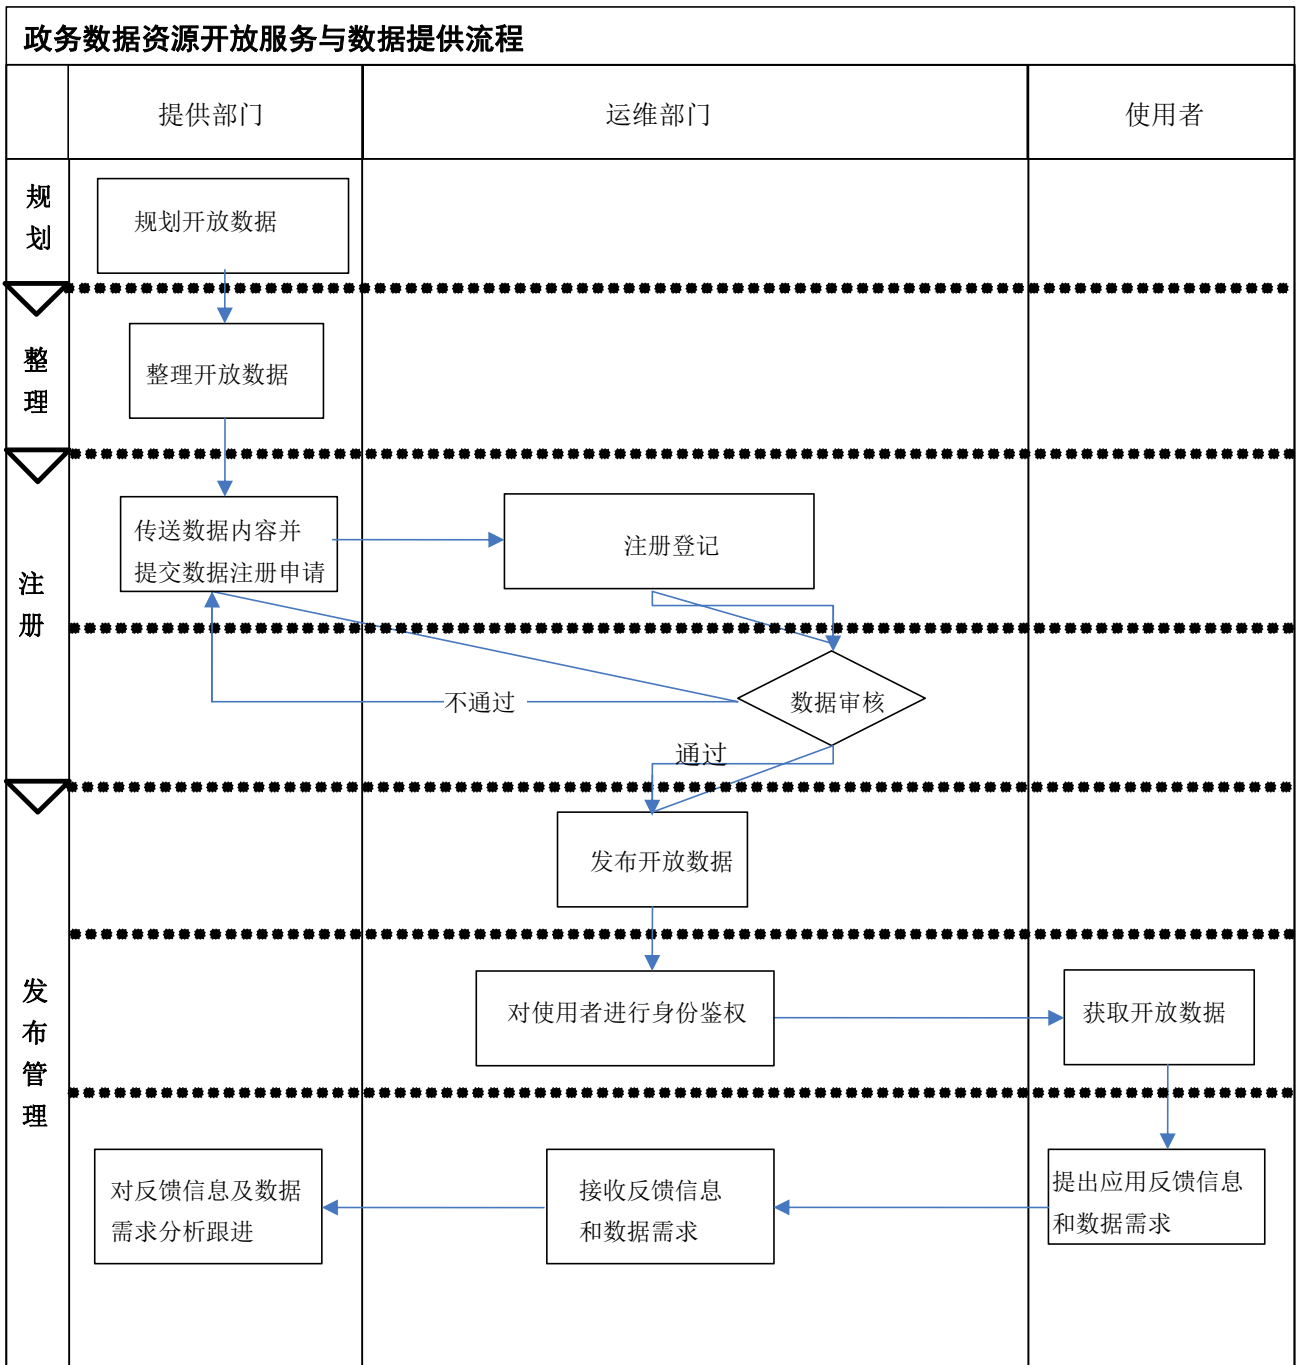 政务数据资源开放服务与数据提供流程
提供部门
运维部门
使用者
规
划
规划开放数据
整
理
整理开放数据
注
册
传送数据内容并
提交数据注册申请
注册登记
不通过
数据审核
通过
发
布
管
理
发布开放数据
对使用者进行身份鉴权
获取开放数据
对反馈信息及数据
需求分析跟进
接收反馈信息
和数据需求
提出应用反馈信息
和数据需求